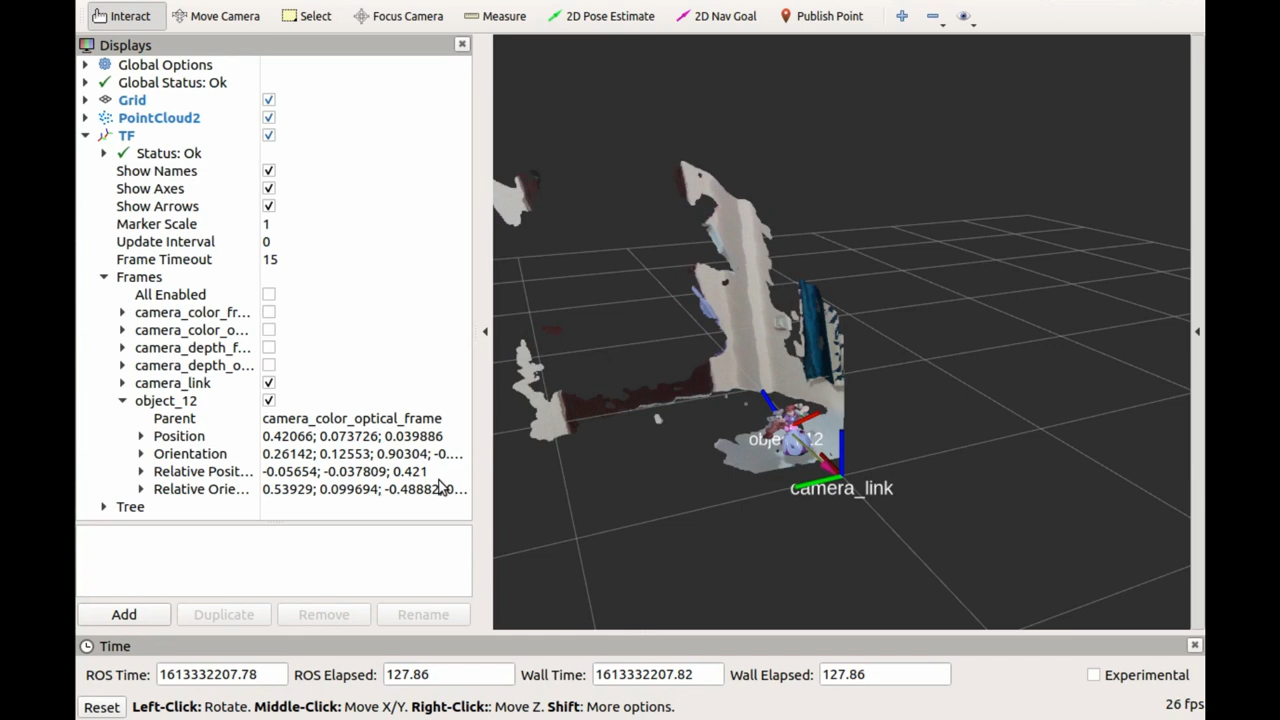 Interact Move Camera Select Focus Camera Measure 2D Pose Estimate 2D Nav Goal Publish Point
Displays
Global Options
Global Status: Ok
Grid
PointCloud2
TF
Status: Ok
Show Names
Show Axes
Show Arrows
Marker Scale 1
Update Interval 0
Frame Timeout 15
Frames
All Enabled
camera_color_fr...
camera_color_o...
camera_depth_f...
camera_depth_o...
camera_link
object_12
Parent camera_color_optical_frame
Position 0.42066; 0.073726; 0.039886
Orientation 0.26142; 0.12553; 0.90304; -0....
Relative Posit... -0.05654; -0.037809; 0.421
Relative Orie... 0.53929; 0.099694; -0.48882
Tree
camera_link
Add Duplicate Remove Rename
Time
ROS Time: 1613332207.78 ROS Elapsed: 127.86 Wall Time: 1613332207.82 Wall Elapsed: 127.86 Experimental
Reset Left-Click: Rotate. Middle-Click: Move X/Y. Right-Click:: Move Z. Shift: More options. 26 fps